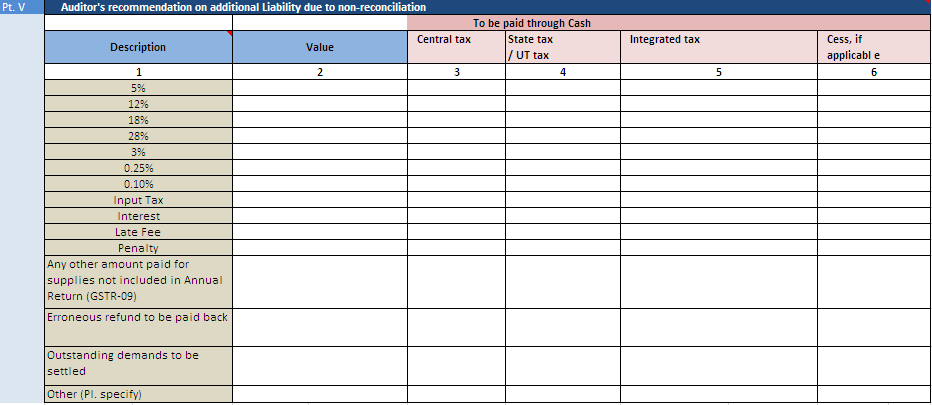 Pt. V Auditor's recommendation on additional Liability due to non-reconciliation
To be paid through Cash
Description Value Central tax State tax Integrated tax Cess, if
/ UT tax applicabl e
1 2 3 4 5 6
5%
12%
18%
28%
3%
0.25%
0.10%
Input Tax
Interest
Late Fee
Penalty
Any other amount paid for
supplies not included in Annual
Return (GSTR-09)
Erroneous refund to be paid back
Outstanding demands to be
settled
Other (Pl. specify)